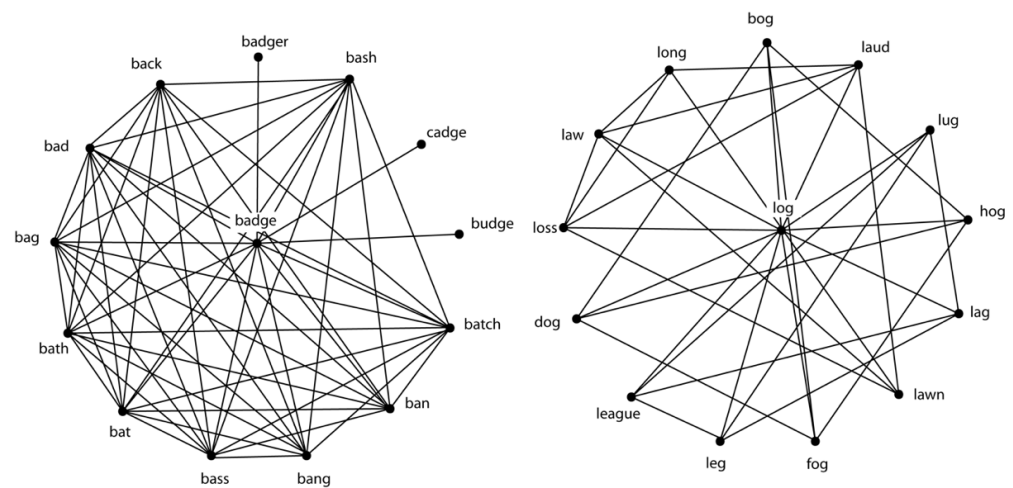 badger
back
bash
bad
cadge
badge
budge
bag
bath
batch
bat
ban
bass
bang
bog
long
laud
law
lug
log
hog
loss
dog
lag
league
lawn
leg
fog